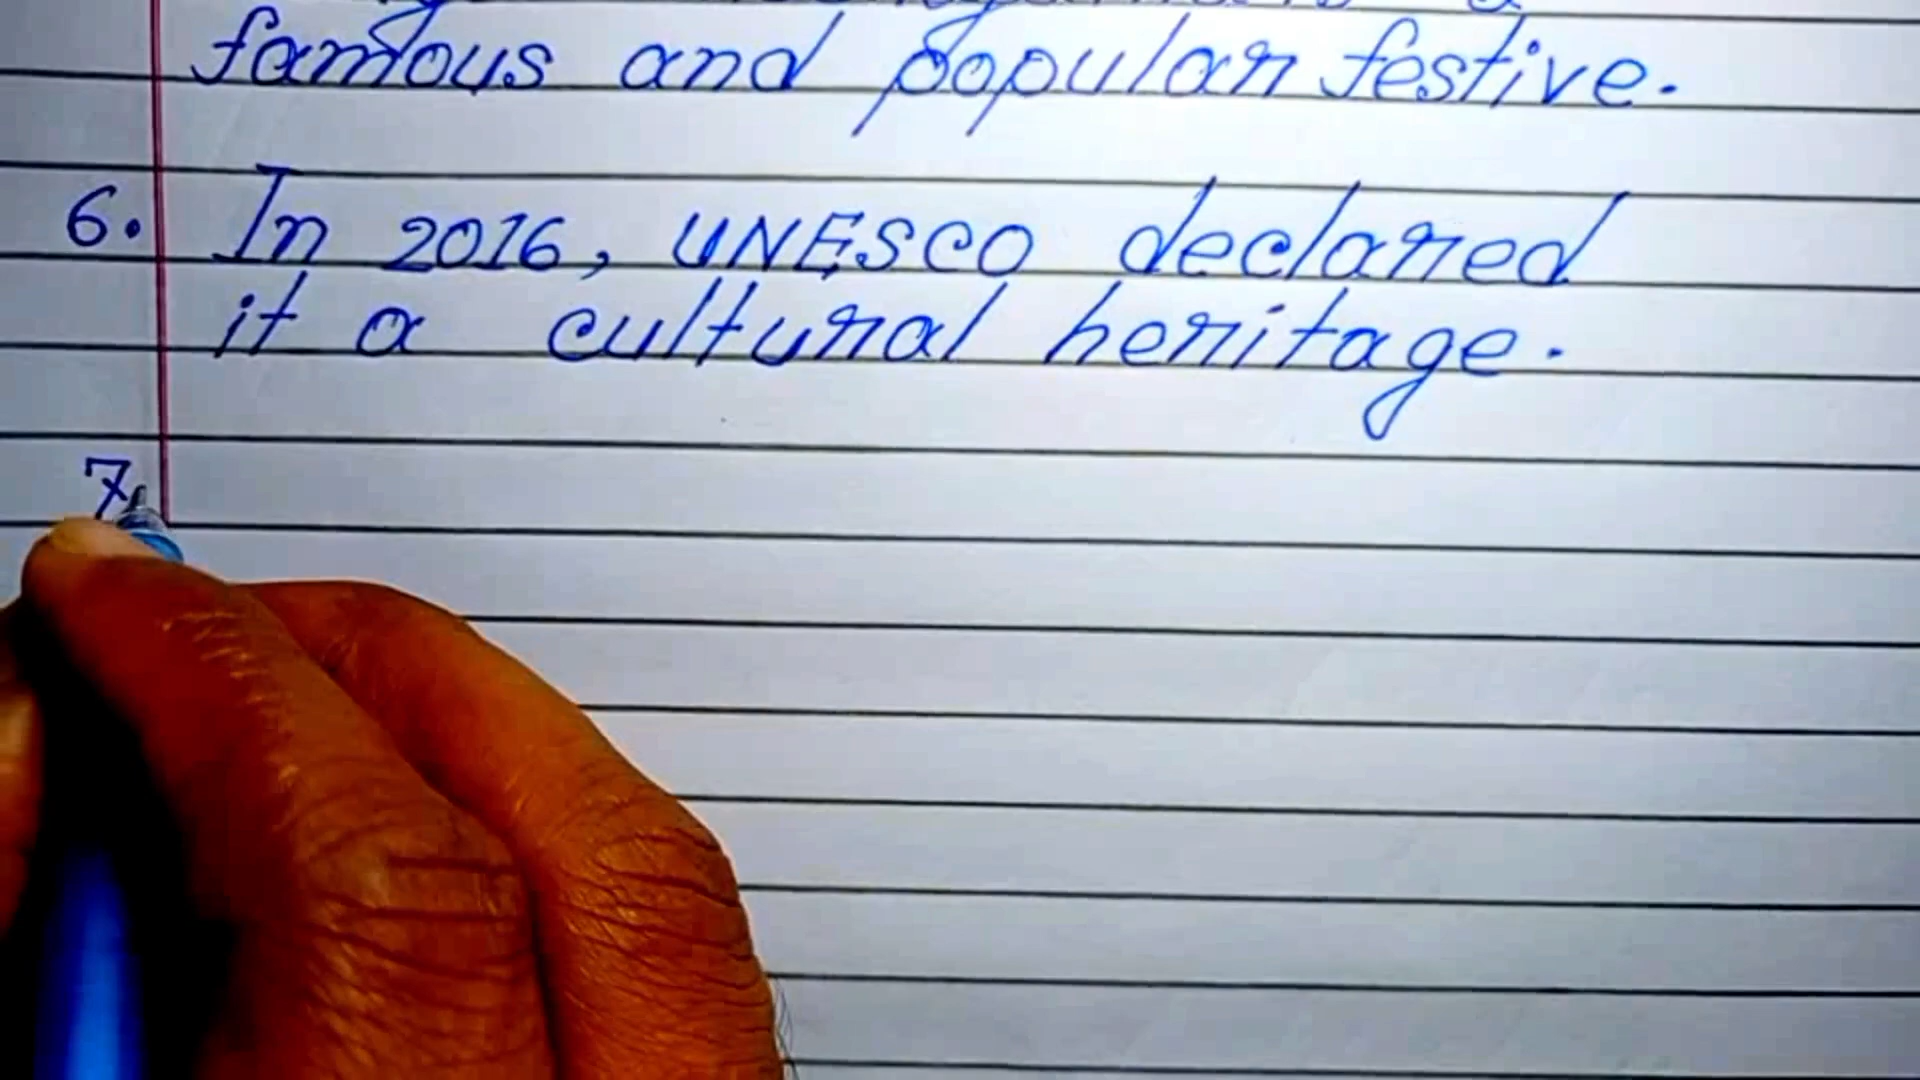 famous and popular festive.
6. In 2016, UNESCO declared
it a cultural heritage.
7